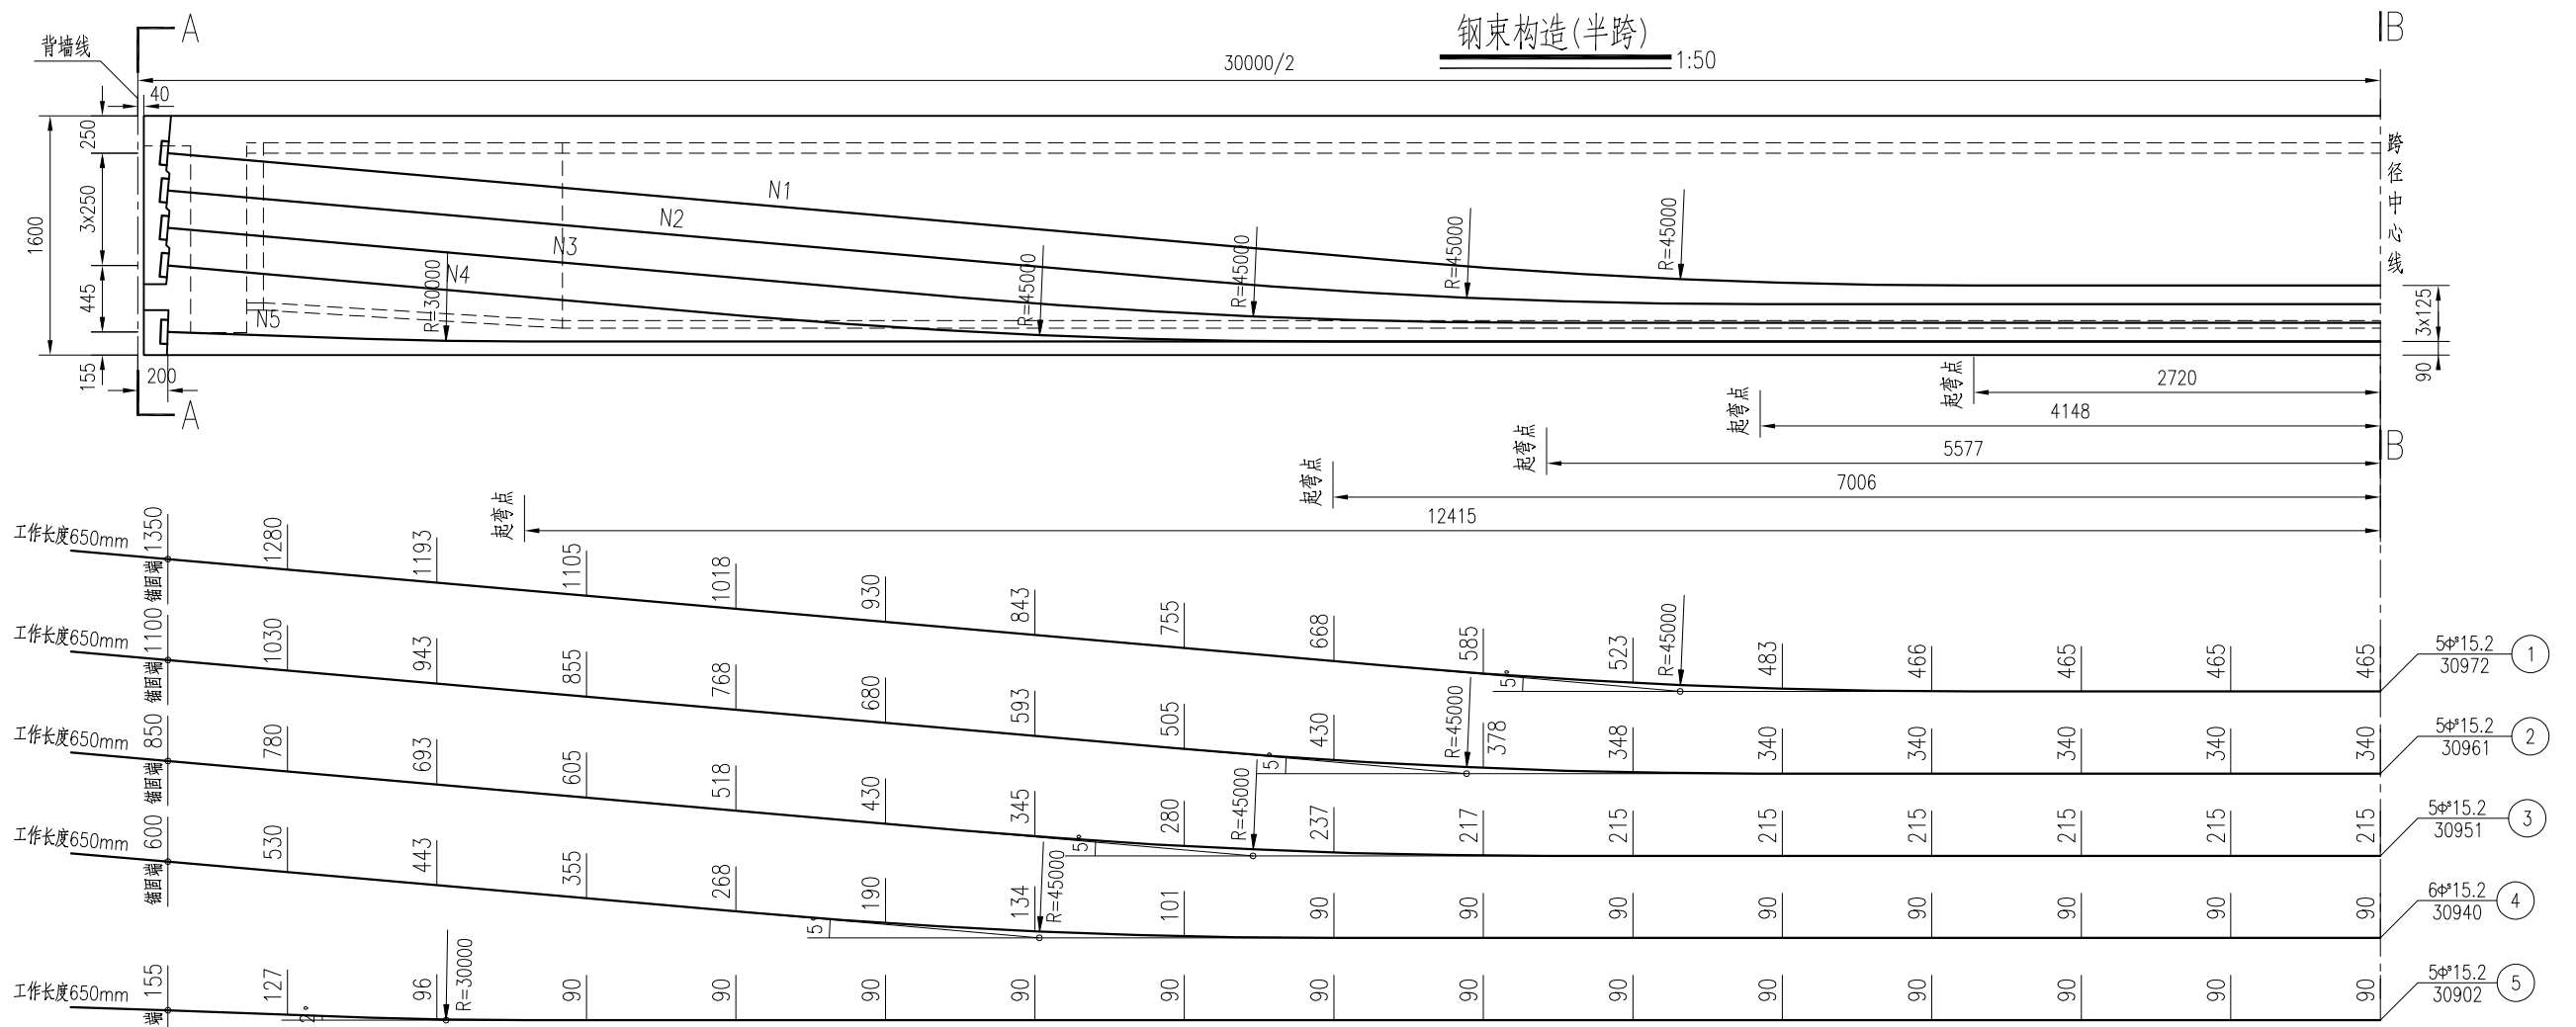 钢束构造(半跨)
1:50
A
B
背墙线
30000/2
40
250
3x250
1600
445
155
200
A
N1
N2
N3
N4
N5
R=30000
R=45000
R=45000
R=45000
R=45000
跨径中心线
3x125
90
起弯点
2720
起弯点
4148
B
起弯点
5577
起弯点
7006
起弯点
12415
工作长度650mm
锚固端
1350
1280
1193
1105
1018
930
843
755
668
585
523
483
466
465
465
465
5°
R=45000
5Φˢ15.2
30972
1
工作长度650mm
锚固端
1100
1030
943
855
768
680
593
505
430
378
348
340
340
340
340
340
5°
R=45000
5Φˢ15.2
30961
2
工作长度650mm
锚固端
850
780
693
605
518
430
345
280
237
217
215
215
215
215
215
215
5°
R=45000
5Φˢ15.2
30951
3
工作长度650mm
锚固端
600
530
443
355
268
190
134
101
90
90
90
90
90
90
90
90
5°
R=45000
6Φˢ15.2
30940
4
工作长度650mm
端
155
127
96
90
90
90
90
90
90
90
90
90
90
90
90
90
2°
R=30000
5Φˢ15.2
30902
5